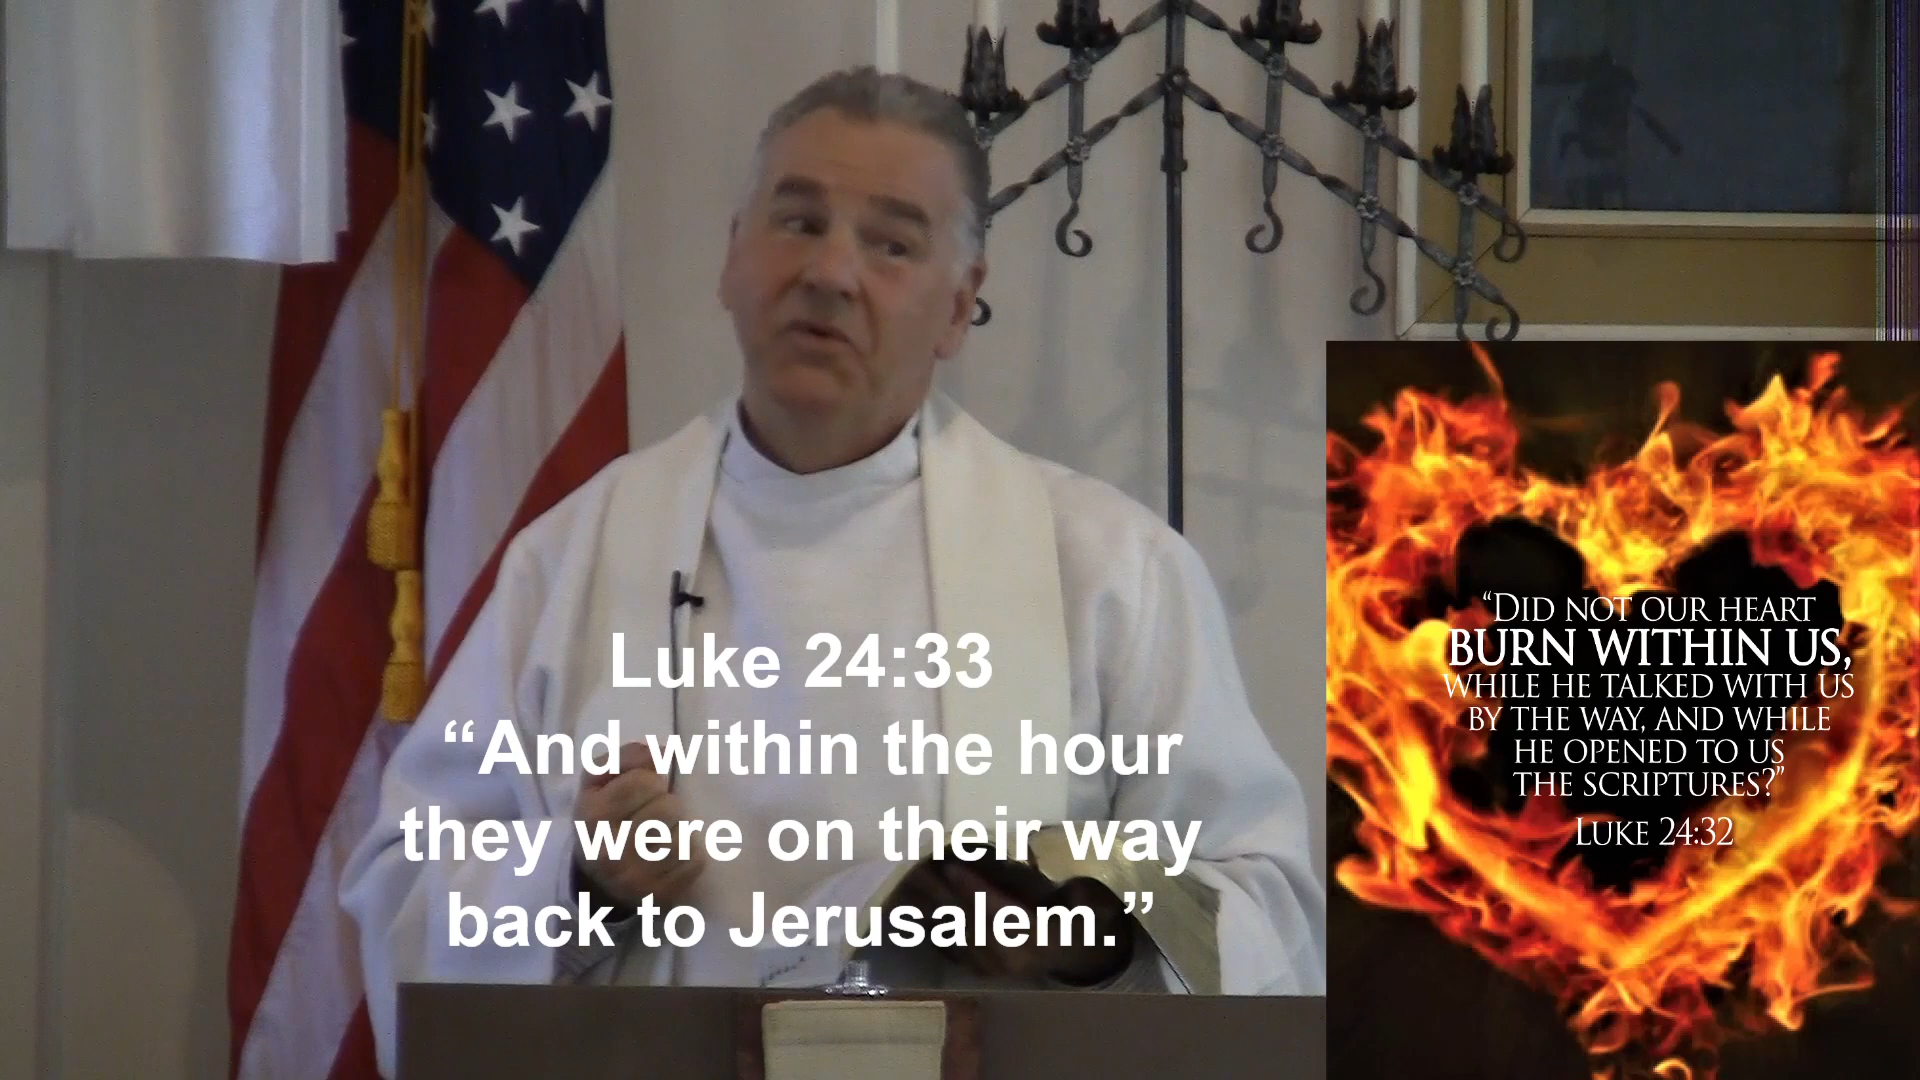 Luke 24:33
“And within the hour
they were on their way
back to Jerusalem.”
“DID NOT OUR HEART
BURN WITHIN US,
WHILE HE TALKED WITH US
BY THE WAY, AND WHILE
HE OPENED TO US
THE SCRIPTURES?”
LUKE 24:32